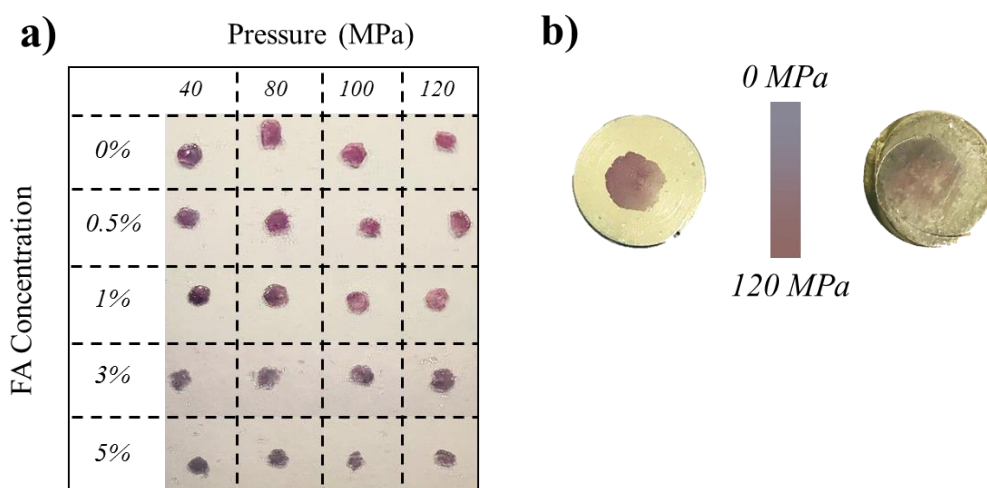 a)
Pressure (MPa)
40 80 100 120
FA Concentration
0%
0.5%
1%
3%
5%
b)
0 MPa
120 MPa